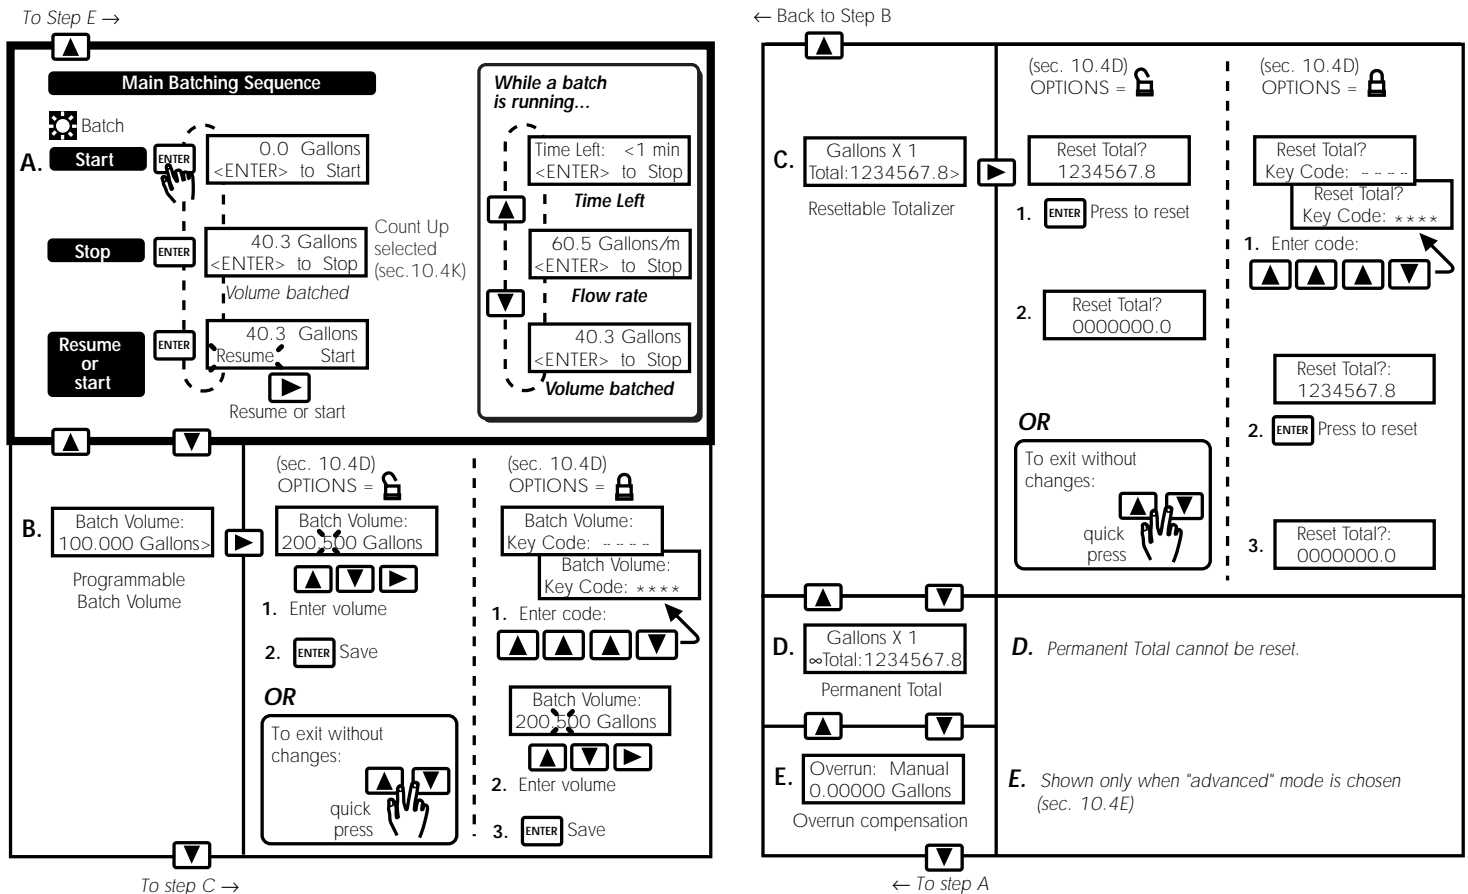 To Step E →
Main Batching Sequence
Batch
A.
Start
ENTER
0.0 Gallons
<ENTER> to Start
Stop
ENTER
40.3 Gallons
<ENTER> to Stop
Volume batched
Count Up
selected
(sec.10.4K)
Resume
or
start
ENTER
40.3 Gallons
Resume Start
Resume or start
While a batch
is running...
Time Left: <1 min
<ENTER> to Stop
Time Left
60.5 Gallons/m
<ENTER> to Stop
Flow rate
40.3 Gallons
<ENTER> to Stop
Volume batched
B.
Batch Volume:
100.000 Gallons>
Programmable
Batch Volume
(sec. 10.4D)
OPTIONS =
Batch Volume:
200.500 Gallons
1. Enter volume
2. ENTER Save
OR
To exit without
changes:
quick
press
(sec. 10.4D)
OPTIONS =
Batch Volume:
Key Code: - - - -
Batch Volume:
Key Code: ****
1. Enter code:
Batch Volume:
200.500 Gallons
2. Enter volume
3. ENTER Save
To step C →
← Back to Step B
C.
Gallons X 1
Total:1234567.8>
Resettable Totalizer
(sec. 10.4D)
OPTIONS =
Reset Total?
1234567.8
1. ENTER Press to reset
2.
Reset Total?
0000000.0
OR
To exit without
changes:
quick
press
(sec. 10.4D)
OPTIONS =
Reset Total?
Key Code: - - - -
Reset Total?
Key Code: ****
1. Enter code:
Reset Total?:
1234567.8
2. ENTER Press to reset
3.
Reset Total?:
0000000.0
D.
Gallons X 1
∞Total:1234567.8
Permanent Total
D. Permanent Total cannot be reset.
E.
Overrun: Manual
0.00000 Gallons
Overrun compensation
E. Shown only when "advanced" mode is chosen
(sec. 10.4E)
← To step A